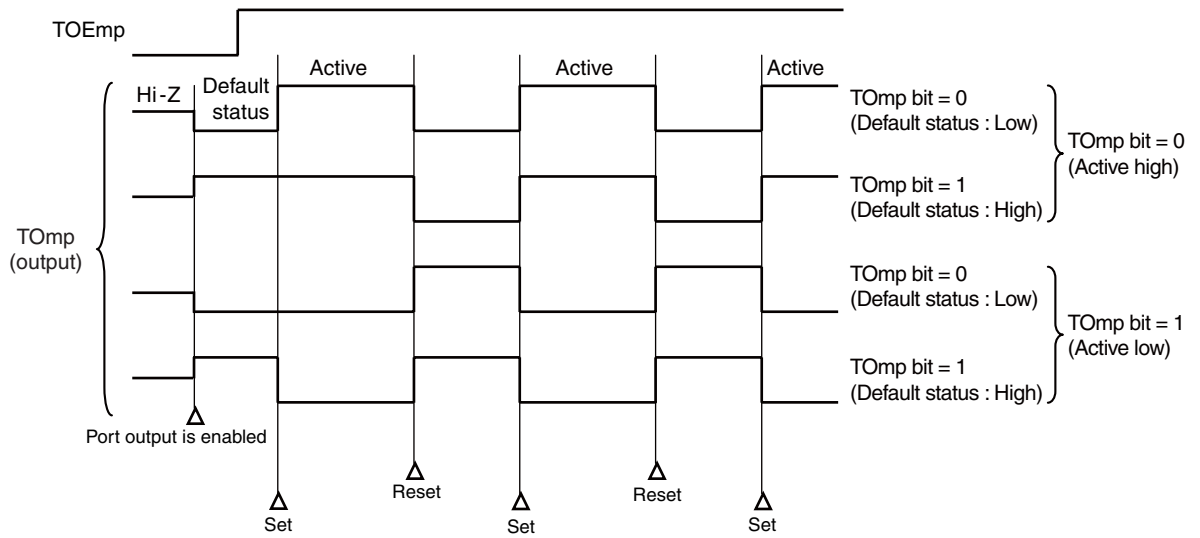 TOEmp
Active
Active
Active
Hi-Z
Default
status
TOmp bit = 0
(Default status : Low)
TOmp bit = 0
(Active high)
TOmp bit = 1
(Default status : High)
TOmp
(output)
TOmp bit = 0
(Default status : Low)
TOmp bit = 1
(Active low)
TOmp bit = 1
(Default status : High)
Port output is enabled
Reset
Reset
Set
Set
Set